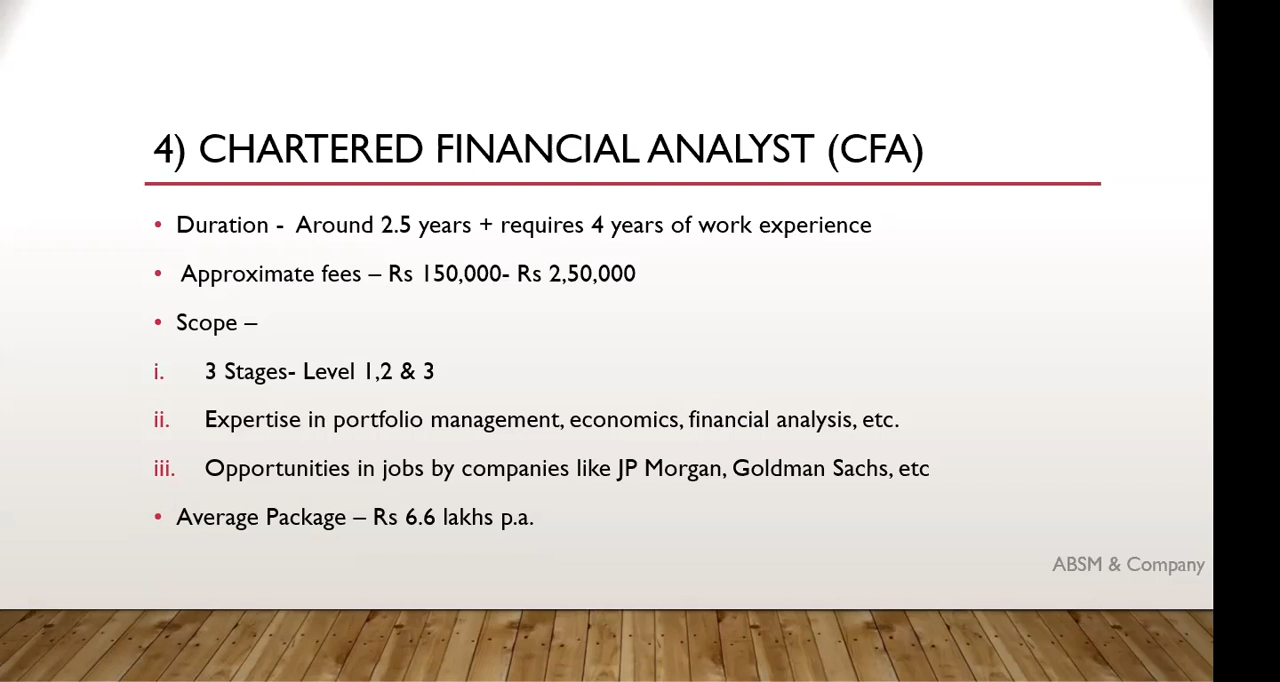 4) CHARTERED FINANCIAL ANALYST (CFA)
• Duration - Around 2.5 years + requires 4 years of work experience
• Approximate fees – Rs 150,000- Rs 2,50,000
• Scope –
i. 3 Stages- Level 1,2 & 3
ii. Expertise in portfolio management, economics, financial analysis, etc.
iii. Opportunities in jobs by companies like JP Morgan, Goldman Sachs, etc
• Average Package – Rs 6.6 lakhs p.a.
ABSM & Company